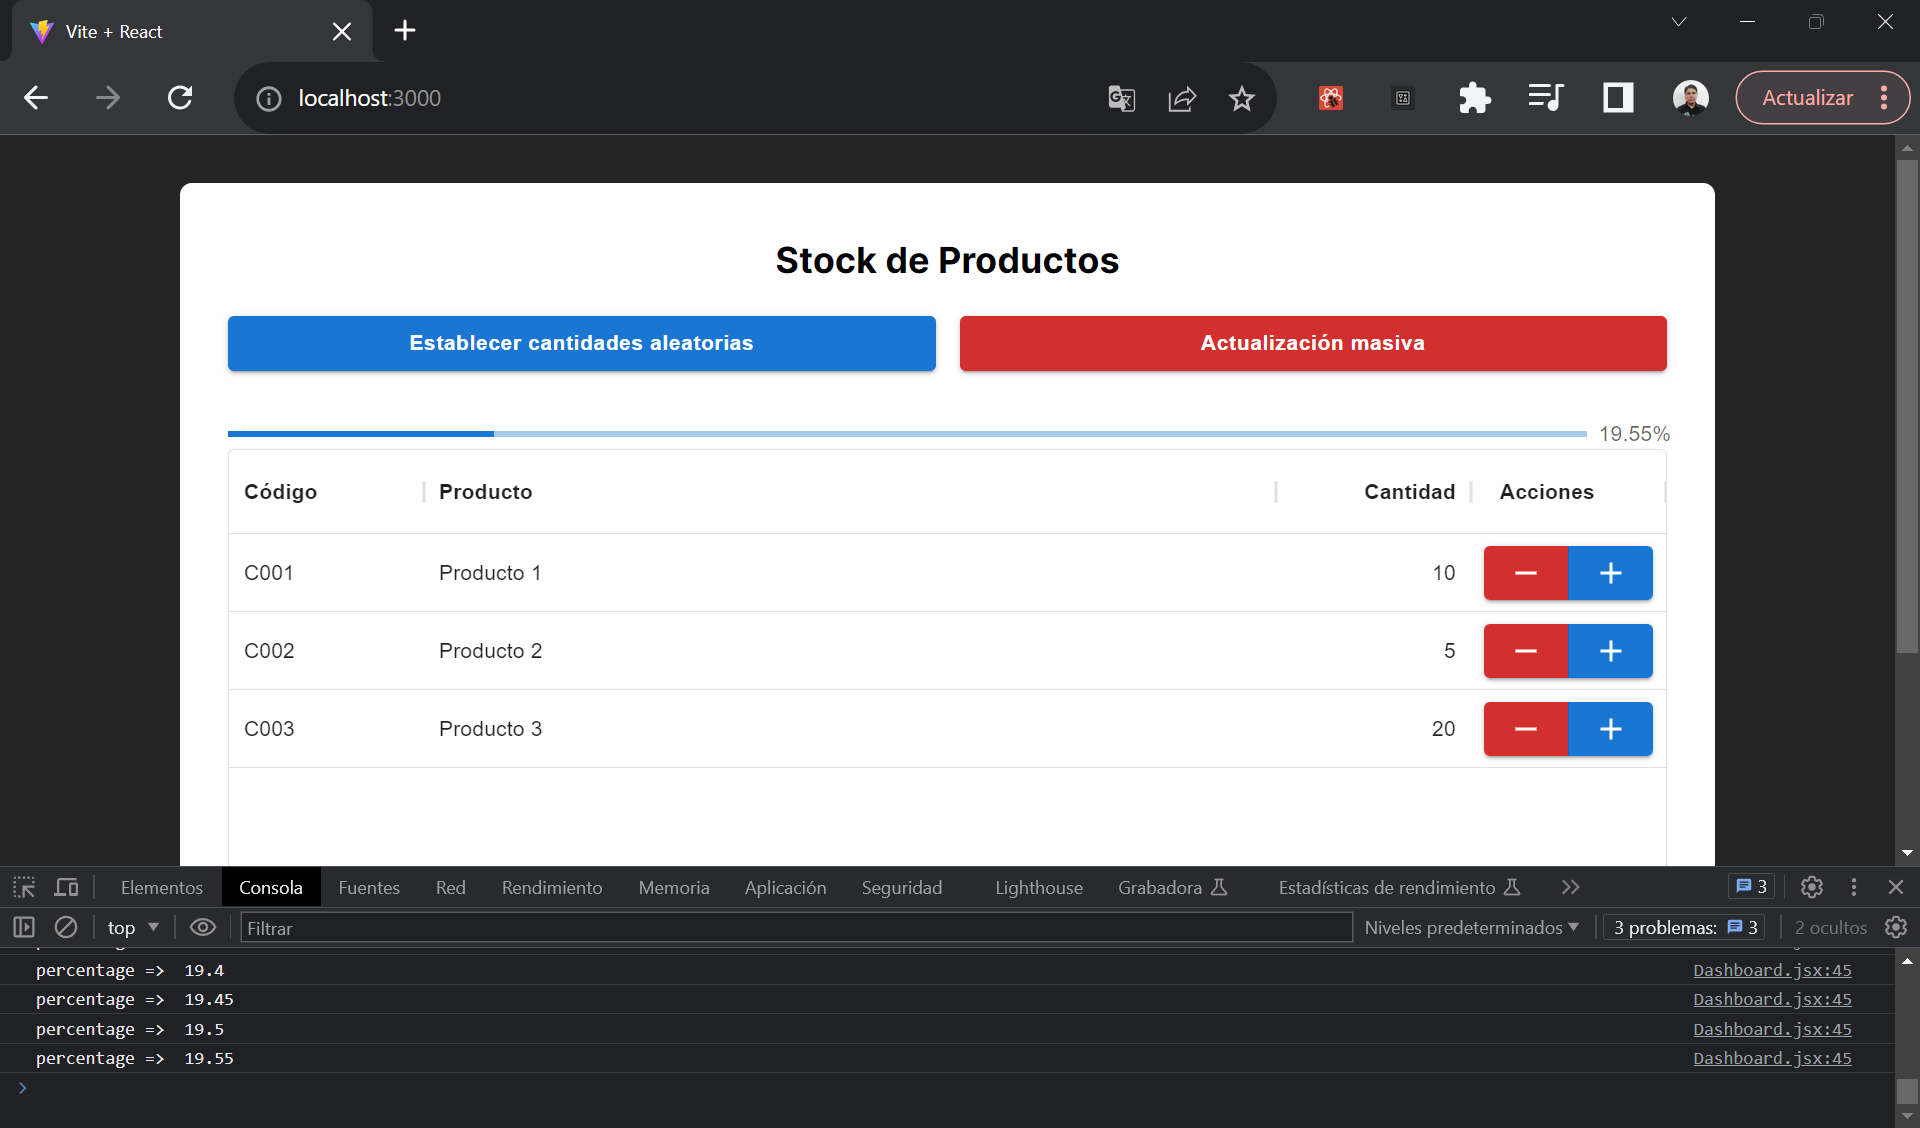 Vite + React
localhost:3000
Actualizar
Stock de Productos
Establecer cantidades aleatorias
Actualización masiva
19.55%
Código Producto Cantidad Acciones
C001 Producto 1 10
C002 Producto 2 5
C003 Producto 3 20
Elementos Consola Fuentes Red Rendimiento Memoria Aplicación Seguridad Lighthouse Grabadora Estadísticas de rendimiento 3
top Filtrar Niveles predeterminados 3 problemas: 3 2 ocultos
percentage => 19.4 Dashboard.jsx:45
percentage => 19.45 Dashboard.jsx:45
percentage => 19.5 Dashboard.jsx:45
percentage => 19.55 Dashboard.jsx:45